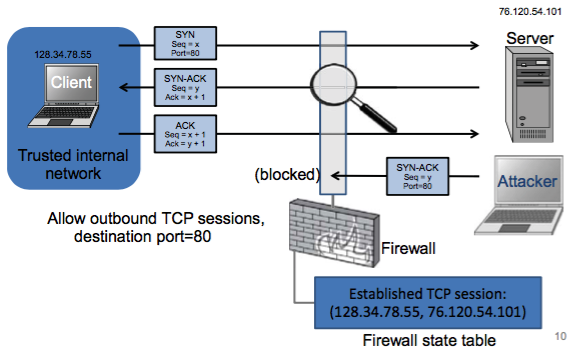 76.120.54.101
Server
128.34.78.55
Client
Trusted internal
network
SYN
Seq = x
Port=80
SYN-ACK
Seq = y
Ack = x + 1
ACK
Seq = x + 1
Ack = y + 1
(blocked)
SYN-ACK
Seq = y
Port=80
Attacker
Allow outbound TCP sessions,
destination port=80
Firewall
Established TCP session:
(128.34.78.55, 76.120.54.101)
Firewall state table
10